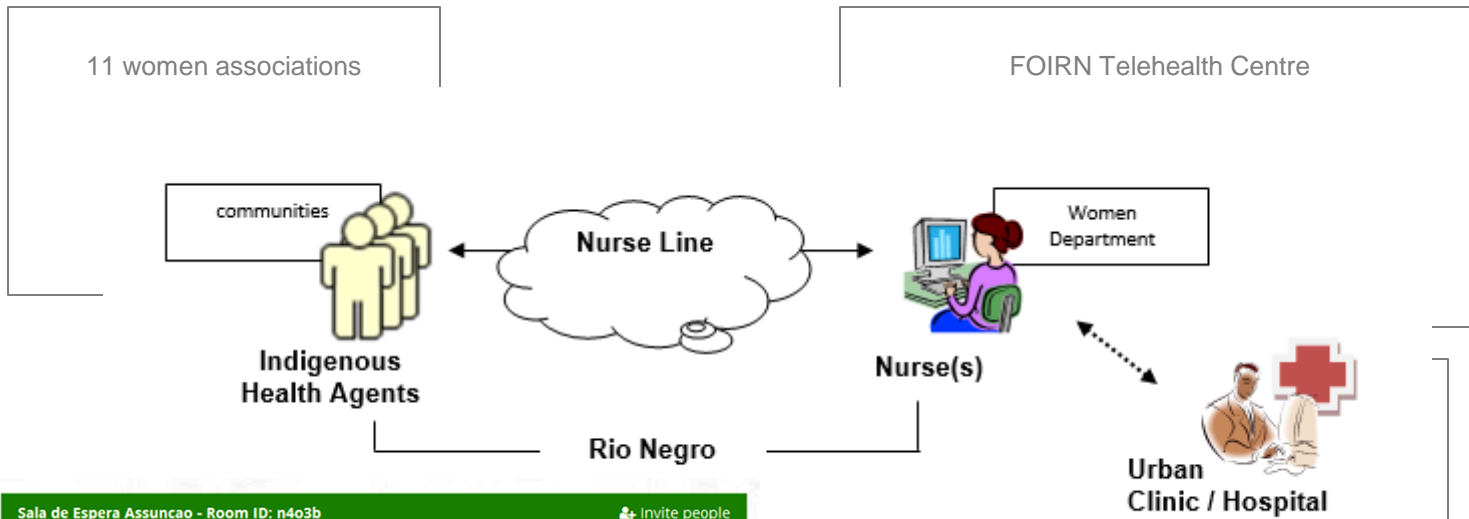 11 women associations
FOIRN Telehealth Centre
communities
Women
Department
Nurse Line
Indigenous
Health Agents
Nurse(s)
Rio Negro
Urban
Clinic / Hospital
Sala de Espera Assuncao - Room ID: n4o3b
Invite people